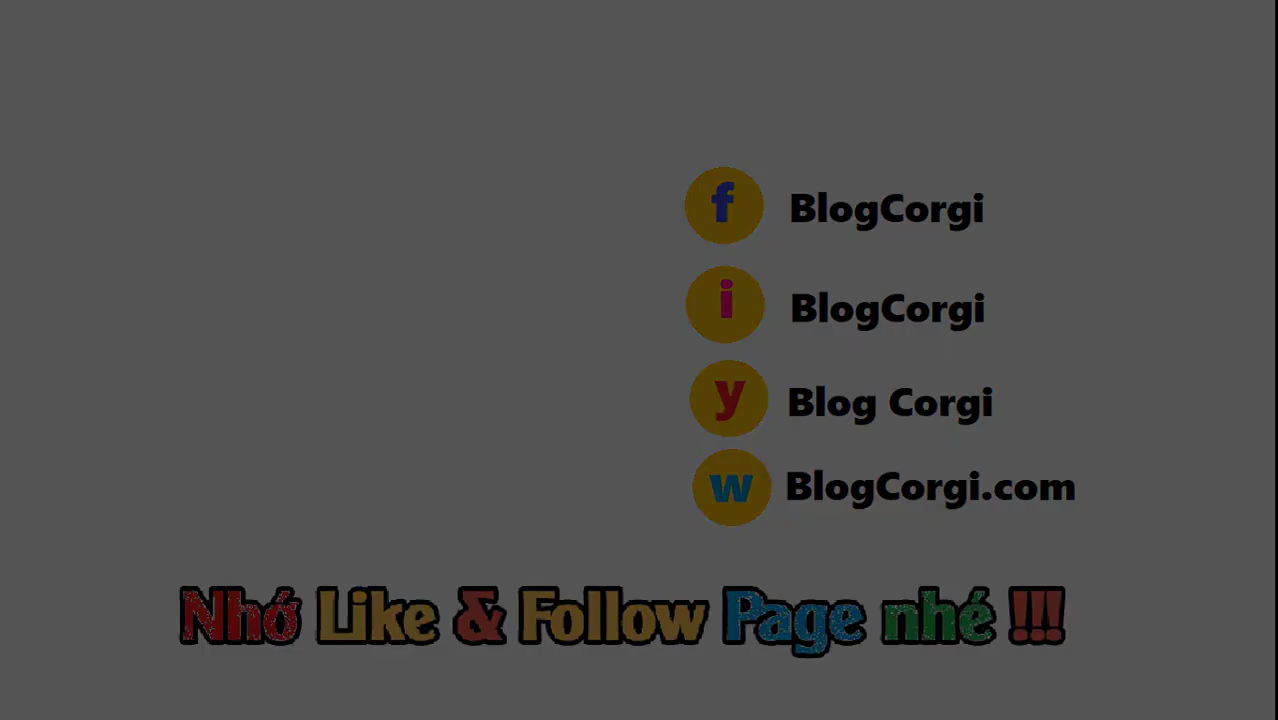 f BlogCorgi
i BlogCorgi
y Blog Corgi
w BlogCorgi.com
Nhớ Like & Follow Page nhé !!!